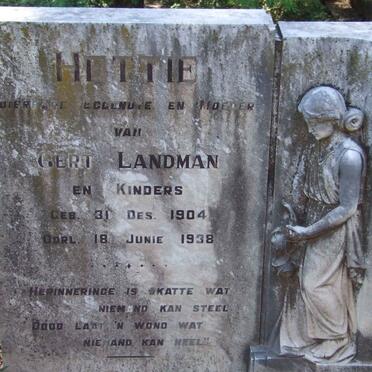 HETTIE
DIERBARE EGGENOTE EN MOEDER
VAN
GERT LANDMAN
EN KINDERS
GEB. 31 DES. 1904
OORL. 18 JUNIE 1938
HERINNERINGE IS SKATTE WAT
NIEMAND KAN STEEL
DOOD LAAT 'N WOND WAT
NIEMAND KAN HEEL"